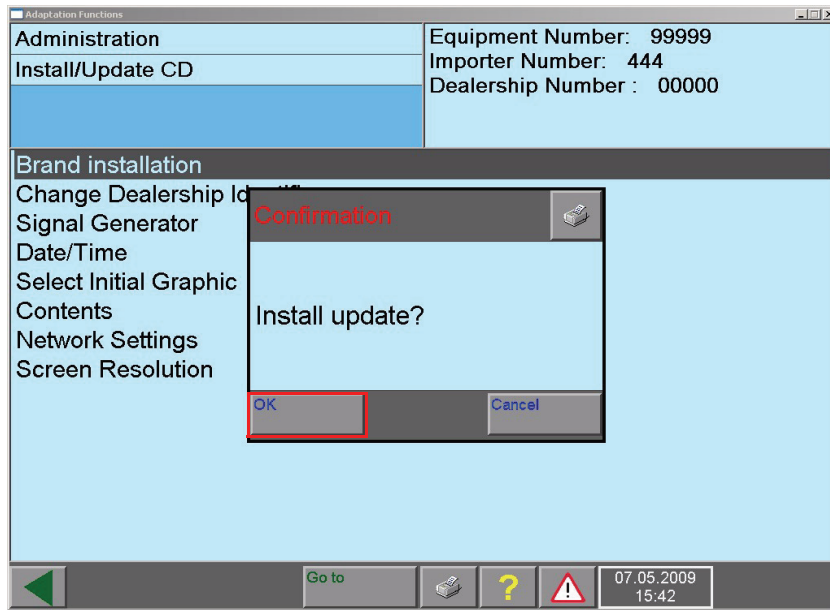 Adaptation Functions
Administration
Install/Update CD
Equipment Number: 99999
Importer Number: 444
Dealership Number : 00000
Brand installation
Change Dealership
Signal Generator
Date/Time
Select Initial Graphic
Contents
Network Settings
Screen Resolution
Confirmation
Install update?
OK
Cancel
Go to
?
07.05.2009
15:42